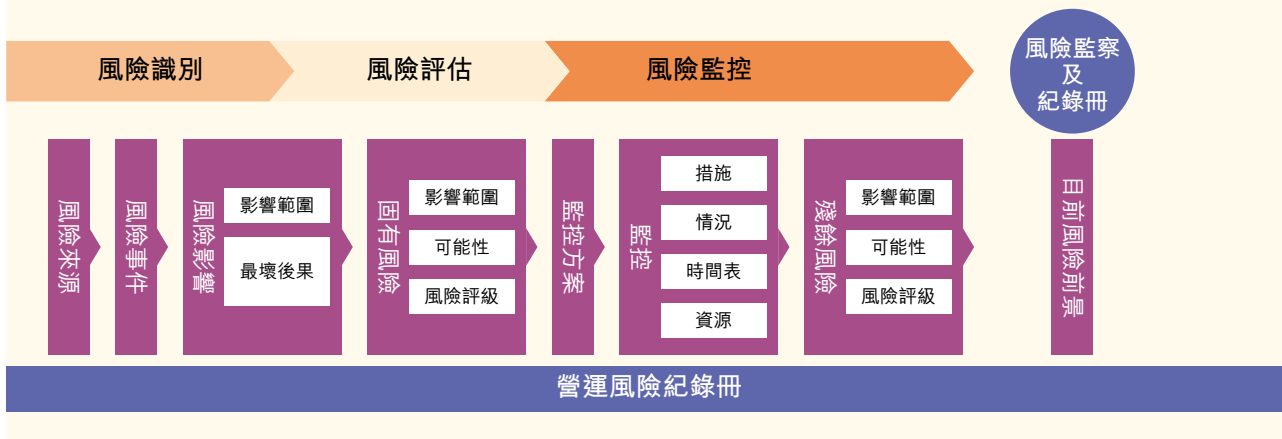 風險識別
風險評估
風險監控
風險監察
及
紀錄冊
風險來源
風險事件
風險影響
影響範圍
最壞後果
固有風險
影響範圍
可能性
風險評級
監控方案
監控
措施
情況
時間表
資源
殘餘風險
影響範圍
可能性
風險評級
目前風險前景
營運風險紀錄冊